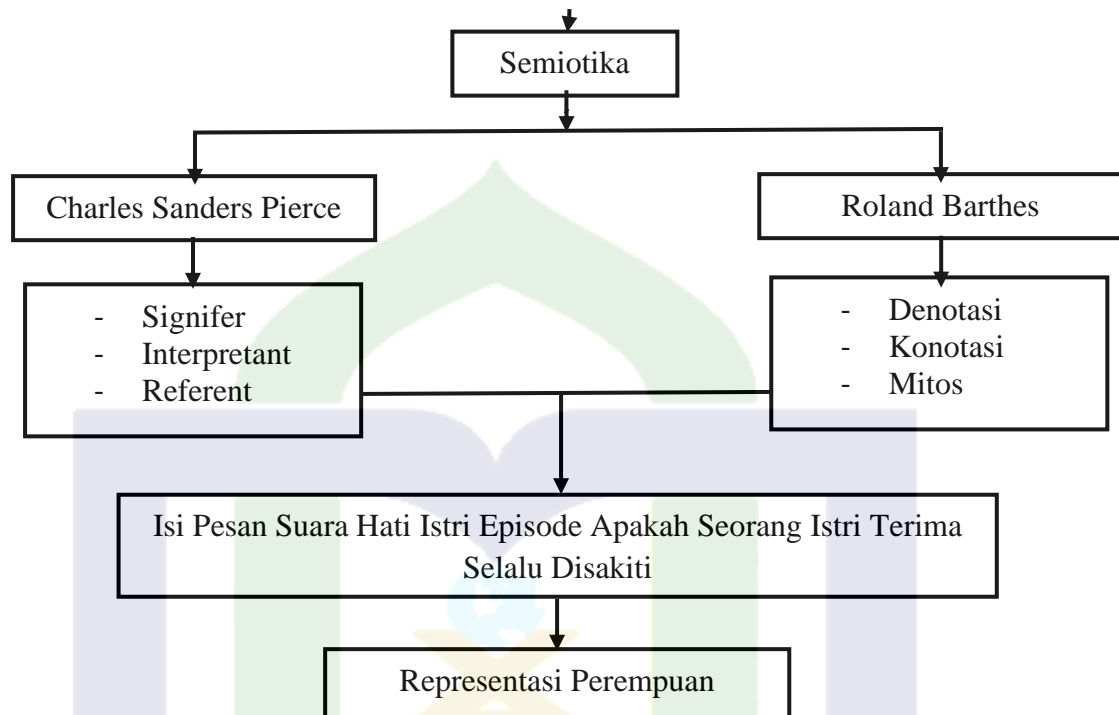 Semiotika
Charles Sanders Pierce
Roland Barthes
- Signifer
- Interpretant
- Referent
- Denotasi
- Konotasi
- Mitos
Isi Pesan Suara Hati Istri Episode Apakah Seorang Istri Terima
Selalu Disakiti
Representasi Perempuan